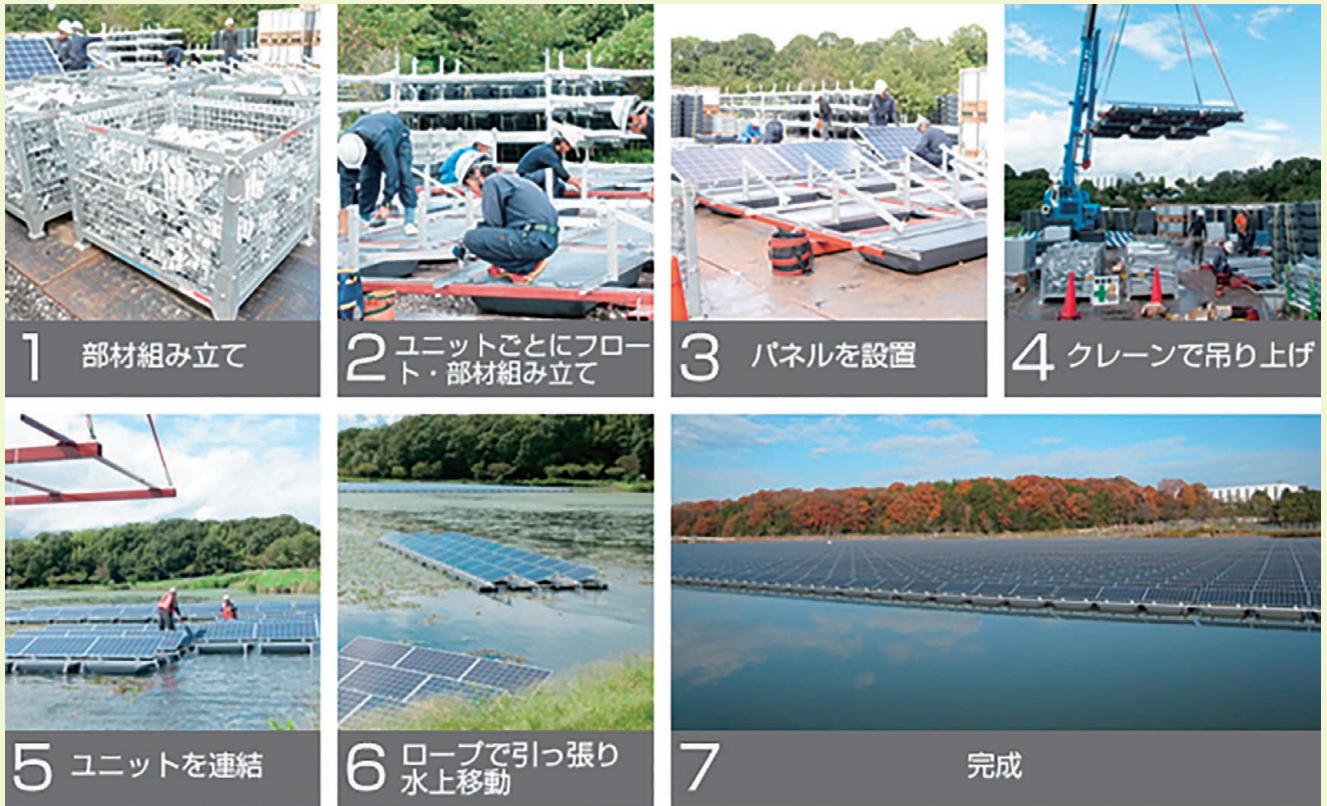 1 部材組み立て
2 ユニットごとにフロー
ト・部材組み立て
3 パネルを設置
4 クレーンで吊り上げ
5 ユニットを連結
6 ロープで引っ張り
水上移動
7 完成